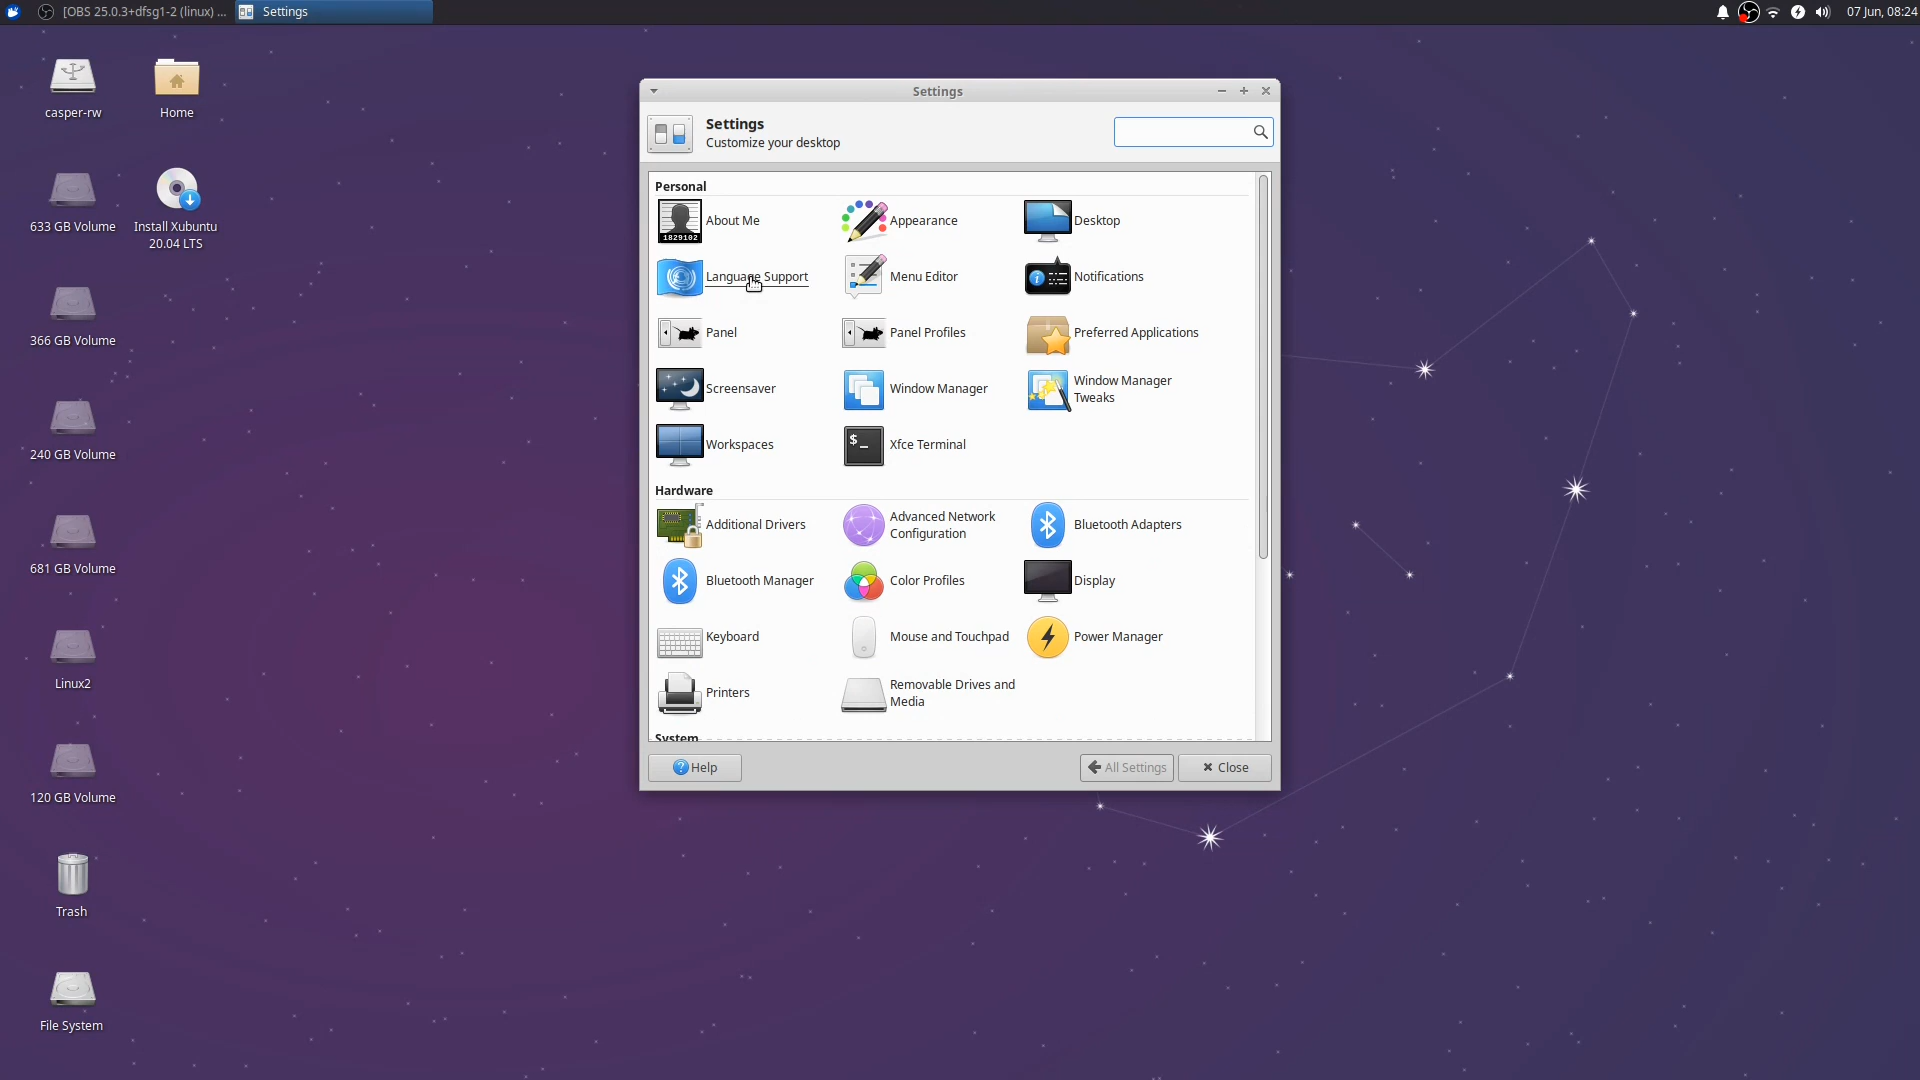 [OBS 25.0.3+dfsg1-2 (linux) ...
Settings
07 Jun, 08:24
casper-rw
Home
633 GB Volume
Install Xubuntu
20.04 LTS
366 GB Volume
240 GB Volume
681 GB Volume
Linux2
120 GB Volume
Trash
File System
Settings
Settings
Customize your desktop
Personal
1829102
About Me
Appearance
Desktop
Language Support
Menu Editor
Notifications
Panel
Panel Profiles
Preferred Applications
Screensaver
Window Manager
Window Manager
Tweaks
Workspaces
$_
Xfce Terminal
Hardware
Additional Drivers
Advanced Network
Configuration
Bluetooth Adapters
Bluetooth Manager
Color Profiles
Display
Keyboard
Mouse and Touchpad
Power Manager
Printers
Removable Drives and
Media
System
? Help
All Settings
Close